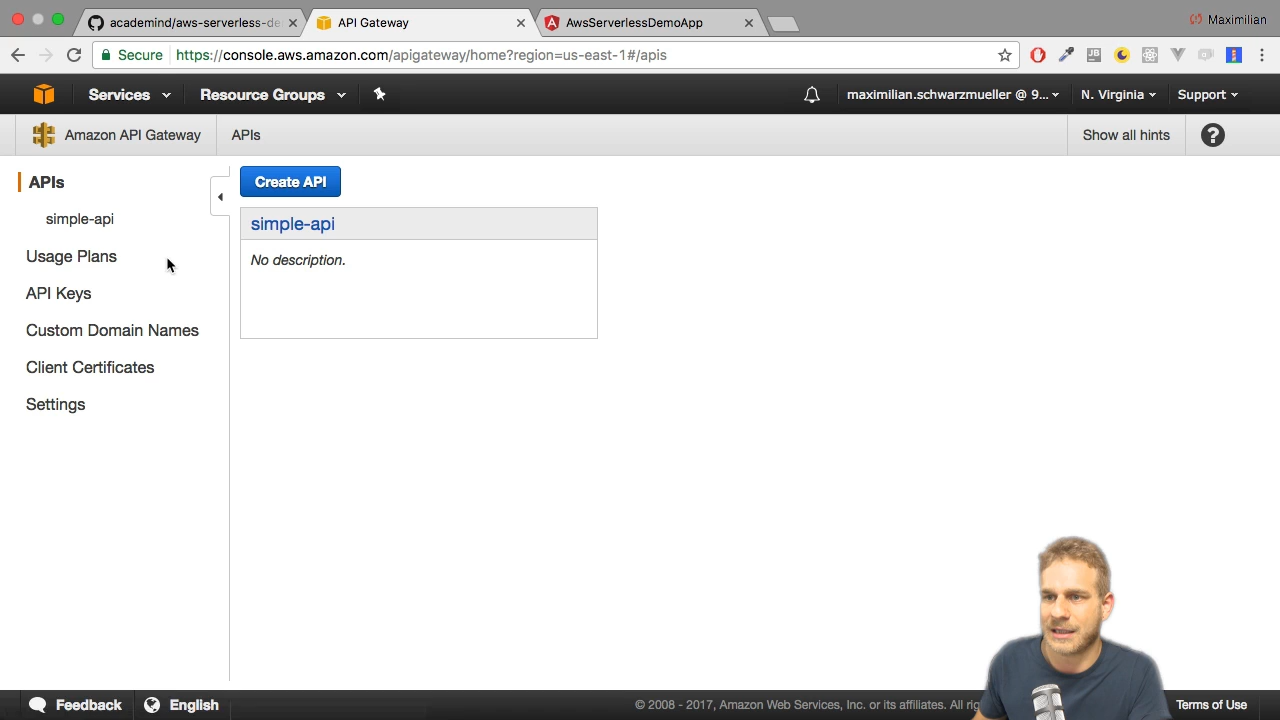 academind/aws-serverless-de
API Gateway
AwsServerlessDemoApp
Maximilian
Secure
https://console.aws.amazon.com/apigateway/home?region=us-east-1#/apis
Services
Resource Groups
maximilian.schwarzmueller @ 9...
N. Virginia
Support
Amazon API Gateway
APIs
Show all hints
?
APIs
Create API
simple-api
simple-api
Usage Plans
No description.
API Keys
Custom Domain Names
Client Certificates
Settings
Feedback
English
© 2008 - 2017, Amazon Web Services, Inc. or its affiliates. All rig
Terms of Use